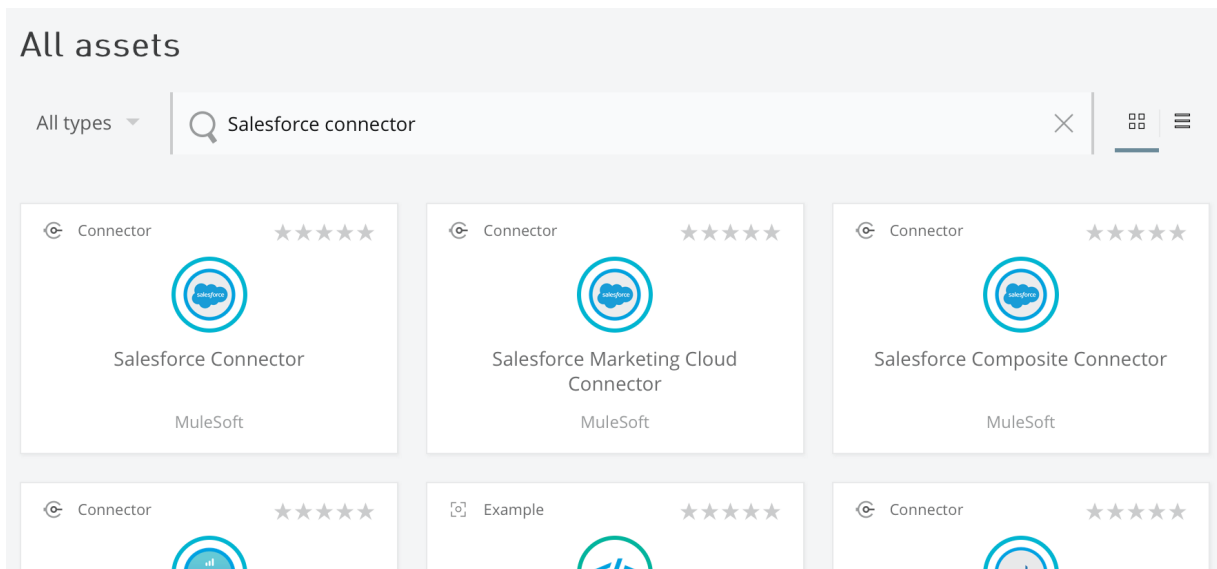 All assets
All types
Salesforce connector
Connector
Connector
Connector
salesforce
salesforce
salesforce
Salesforce Connector
Salesforce Marketing Cloud
Connector
Salesforce Composite Connector
MuleSoft
MuleSoft
MuleSoft
Connector
Example
Connector